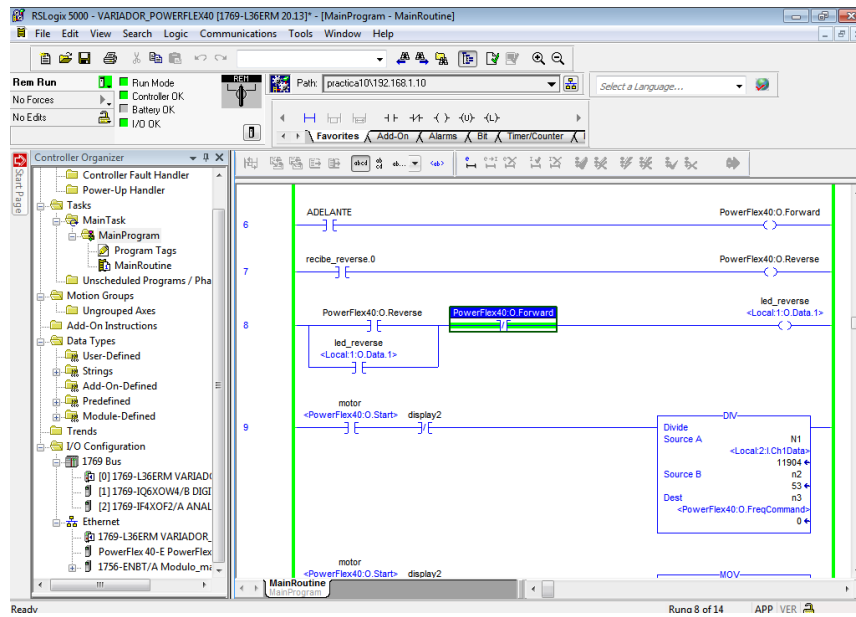 RSLogix 5000 - VARIADOR_POWERFLEX40 [1769-L36ERM 20.13]* - [MainProgram - MainRoutine]
File Edit View Search Logic Communications Tools Window Help
Rem Run
No Forces
No Edits
Run Mode
Controller OK
Battery OK
I/O OK
REM
Path: practica10\192.168.1.10
Select a Language...
Favorites Add-On Alarms Bit Timer/Counter
Start Page
Controller Organizer
Controller Fault Handler
Power-Up Handler
Tasks
MainTask
MainProgram
Program Tags
MainRoutine
Unscheduled Programs / Pha
Motion Groups
Ungrouped Axes
Add-On Instructions
Data Types
User-Defined
Strings
Add-On-Defined
Predefined
Module-Defined
Trends
I/O Configuration
1769 Bus
[0] 1769-L36ERM VARIAD
[1] 1769-IQ6XOW4/B DIGI
[2] 1769-IF4XOF2/A ANAL
Ethernet
1769-L36ERM VARIADOR_
PowerFlex 40-E PowerFlex
1756-ENBT/A Modulo_ma
ADELANTE PowerFlex40:O.Forward
6
recibe_reverse.0 PowerFlex40:O.Reverse
7
led_reverse
PowerFlex40:O.Reverse PowerFlex40:O.Forward <Local:1:O.Data.1>
8
led_reverse
<Local:1:O.Data.1>
motor
<PowerFlex40:O.Start> display2 DIV
9
Divide
Source A N1
<Local:2:I.Ch1Data>
11904
Source B n2
53
Dest n3
<PowerFlex40:O.FreqCommand>
0
motor
<PowerFlex40:O.Start> display2 MOV
MainRoutine
MainProgram
Ready Rung 8 of 14 APP VER